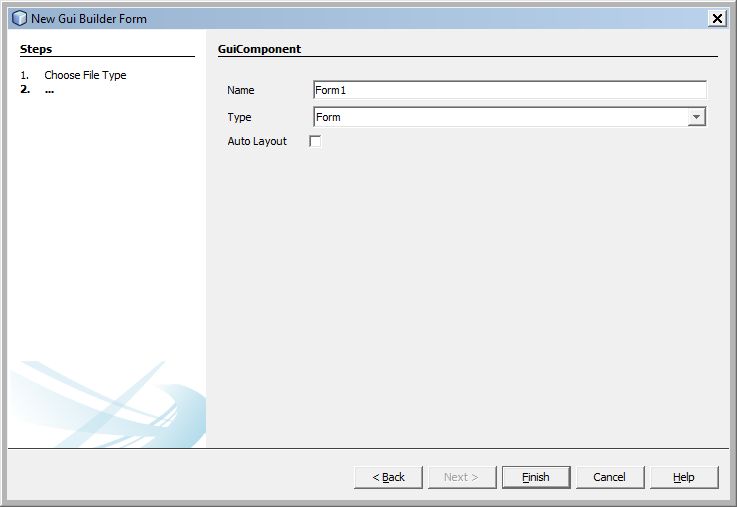 New Gui Builder Form
Steps
1. Choose File Type
2. ...
GuiComponent
Name Form1
Type Form
Auto Layout
< Back Next > Finish Cancel Help